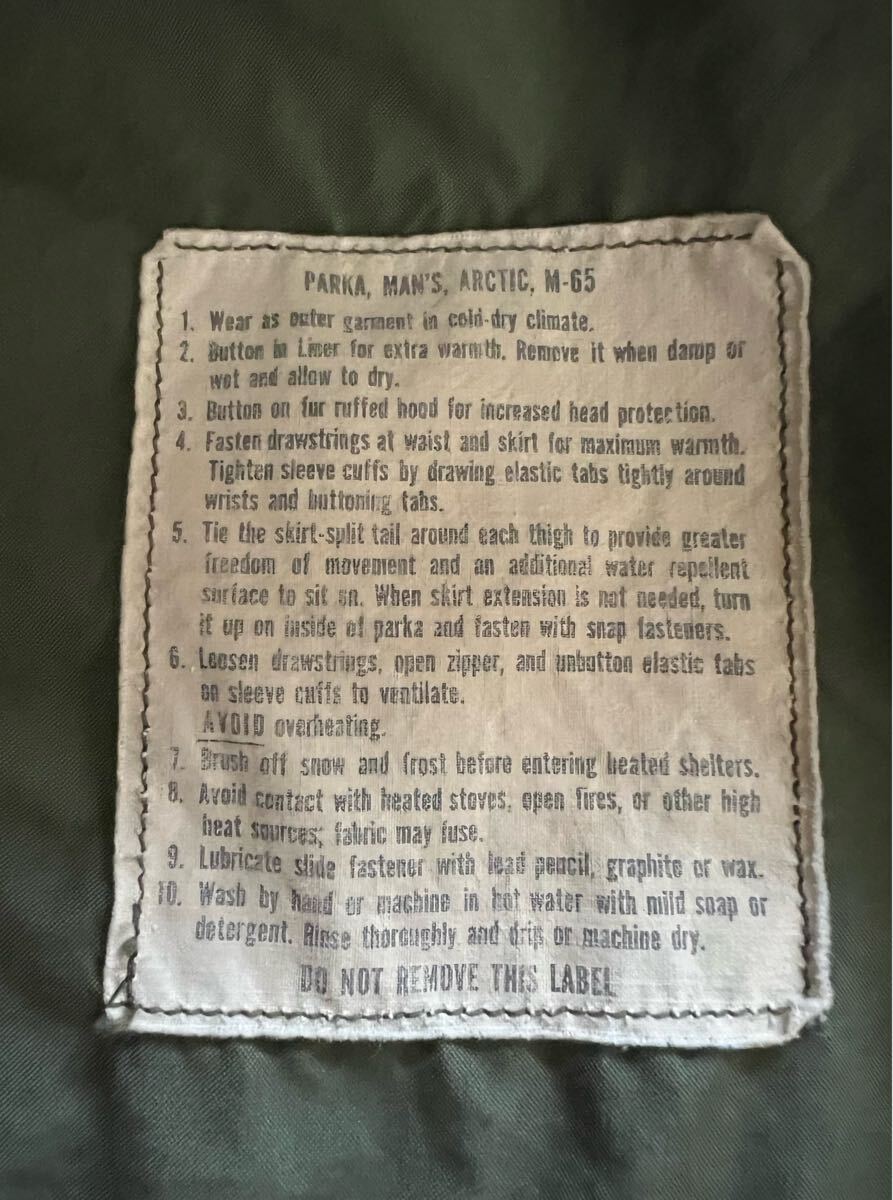 PARKA, MAN'S, ARCTIC, M-65
1. Wear as outer garment in cold-dry climate.
2. Button in Liner for extra warmth. Remove it when damp or
wet and allow to dry.
3. Button on fur ruffed hood for increased head protection.
4. Fasten drawstrings at waist and skirt for maximum warmth.
Tighten sleeve cuffs by drawing elastic tabs tightly around
wrists and buttoning tabs.
5. Tie the skirt-split tail around each thigh to provide greater
freedom of movement and an additional water repellent
surface to sit on. When skirt extension is not needed, turn
it up on inside of parka and fasten with snap fasteners.
6. Loosen drawstrings, open zipper, and unbutton elastic tabs
on sleeve cuffs to ventilate.
AVOID overheating.
7. Brush off snow and frost before entering heated shelters.
8. Avoid contact with heated stoves, open fires, or other high
heat sources; fabric may fuse.
9. Lubricate slide fastener with lead pencil, graphite or wax.
10. Wash by hand or machine in hot water with mild soap or
detergent. Rinse thoroughly and drip or machine dry.
DO NOT REMOVE THIS LABEL